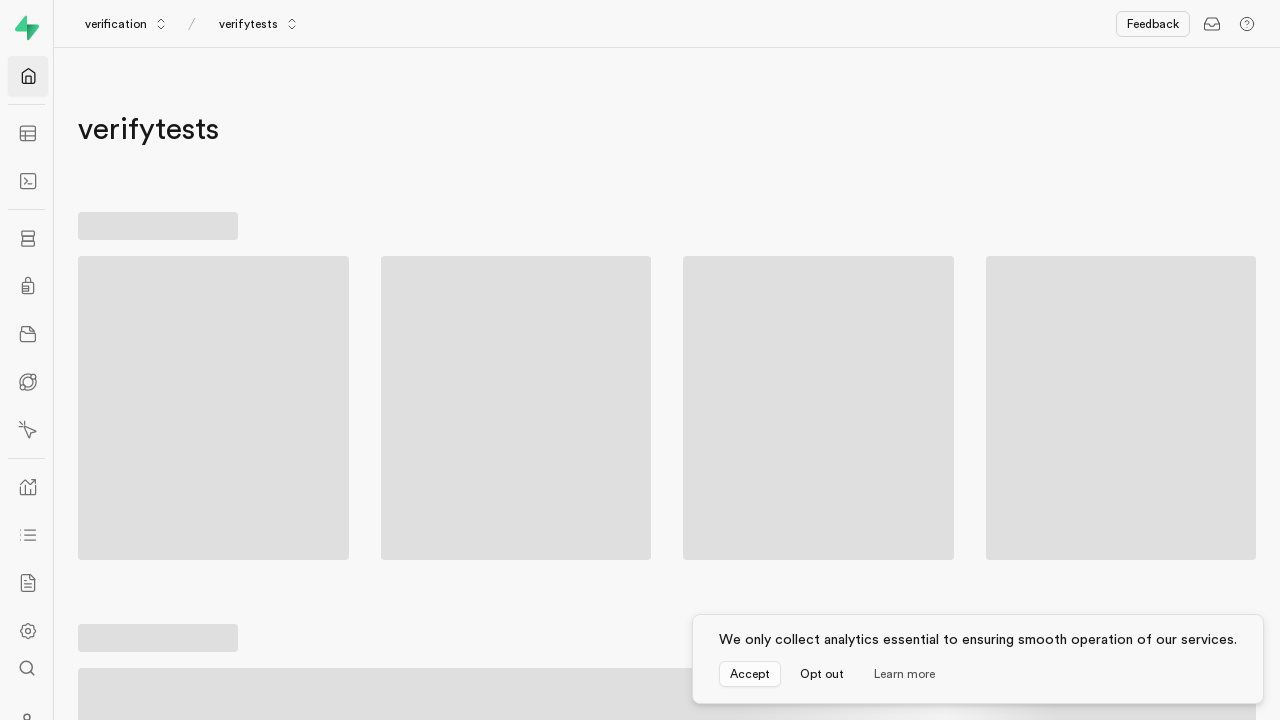 verification / verifytests Feedback
verifytests
We only collect analytics essential to ensuring smooth operation of our services.
Accept Opt out Learn more